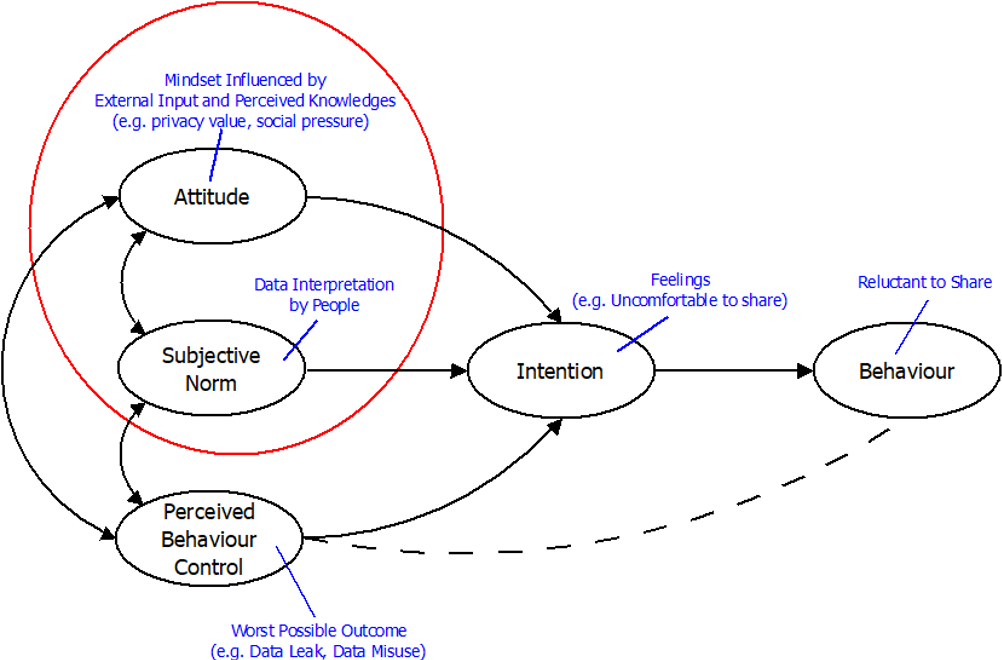 Mindset Influenced by
External Input and Perceived Knowledges
(e.g. privacy value, social pressure)
Attitude
Data Interpretation
by People
Subjective
Norm
Feelings
(e.g. Uncomfortable to share)
Intention
Reluctant to Share
Behaviour
Perceived
Behaviour
Control
Worst Possible Outcome
(e.g. Data Leak, Data Misuse)